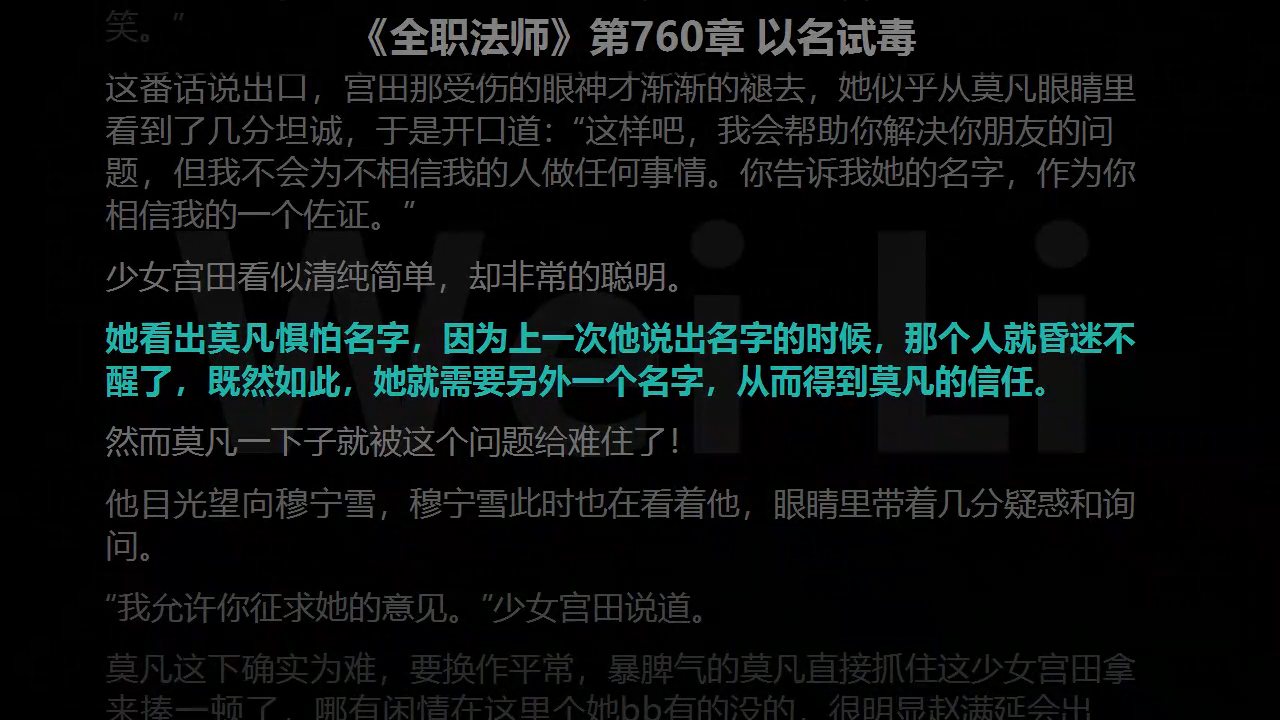 笑。”
《全职法师》第760章 以名试毒
这番话说出口，宫田那受伤的眼神才渐渐的褪去，她似乎从莫凡眼睛里
看到了几分坦诚，于是开口道：“这样吧，我会帮助你解决你朋友的问
题，但我不会为不相信我的人做任何事情。你告诉我她的名字，作为你
相信我的一个佐证。”
少女宫田看似清纯简单，却非常的聪明。
她看出莫凡惧怕名字，因为上一次他说出名字的时候，那个人就昏迷不
醒了，既然如此，她就需要另外一个名字，从而得到莫凡的信任。
然而莫凡一下子就被这个问题给难住了！
他目光望向穆宁雪，穆宁雪此时也在看着他，眼睛里带着几分疑惑和询
问。
“我允许你征求她的意见。”少女宫田说道。
莫凡这下确实为难，要换作平常，暴脾气的莫凡直接抓住这少女宫田拿
来揍一顿了，哪有闲情在这里个她bb有的没的，很明显赵满延会出
Wei Li